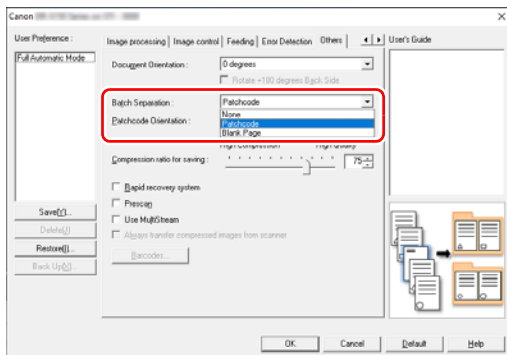 Canon
User Preference :
Full Automatic Mode
Save(Y)...
Delete(J)
Restore(I)...
Back Up(K)...
Image processing | Image control | Feeding | Error Detection | Others
Document Orientation :
0 degrees
Rotate +180 degrees Back Side
Batch Separation :
Patchcode
None
Patchcode
Blank Page
Patchcode Orientation :
High Compression
High Quality
Compression ratio for saving :
75
Rapid recovery system
Prescan
Use MultiStream
Always transfer compressed images from scanner
Barcodes...
User's Guide
OK
Cancel
Default
Help